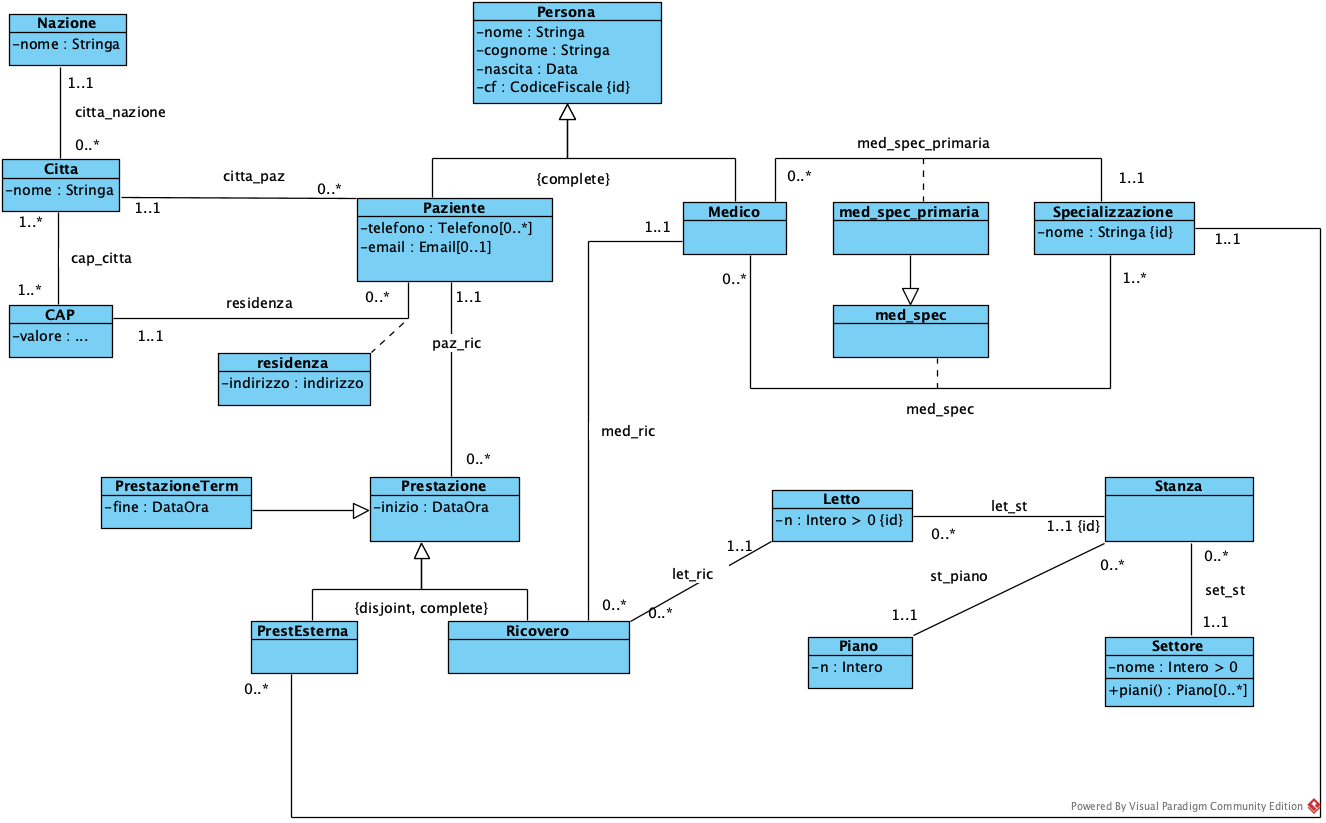 Persona
-nome : Stringa
-cognome : Stringa
-nascita : Data
-cf : CodiceFiscale {id}
Nazione
-nome : Stringa
1..1
citta_nazione
0..*
{complete}
med_spec_primaria
Citta
-nome : Stringa
citta_paz
0..*
1..1
1..*
cap_citta
1..*
Paziente
-telefono : Telefono[0..*]
-email : Email[0..1]
0..*
1..1
Medico
1..1
0..*
0..*
med_spec_primaria
1..1
Specializzazione
-nome : Stringa {id}
1..1
1..*
med_spec
med_spec
CAP
-valore : ...
residenza
1..1
residenza
-indirizzo : indirizzo
paz_ric
med_ric
0..*
PrestazioneTerm
-fine : DataOra
Prestazione
-inizio : DataOra
Letto
-n : Intero > 0 {id}
let_st
0..*
1..1 {id}
Stanza
1..1
let_ric
0..*
0..*
st_piano
0..*
1..1
0..*
set_st
1..1
{disjoint, complete}
PrestEsterna
0..*
Ricovero
Piano
-n : Intero
Settore
-nome : Intero > 0
+piani() : Piano[0..*]
Powered By Visual Paradigm Community Edition